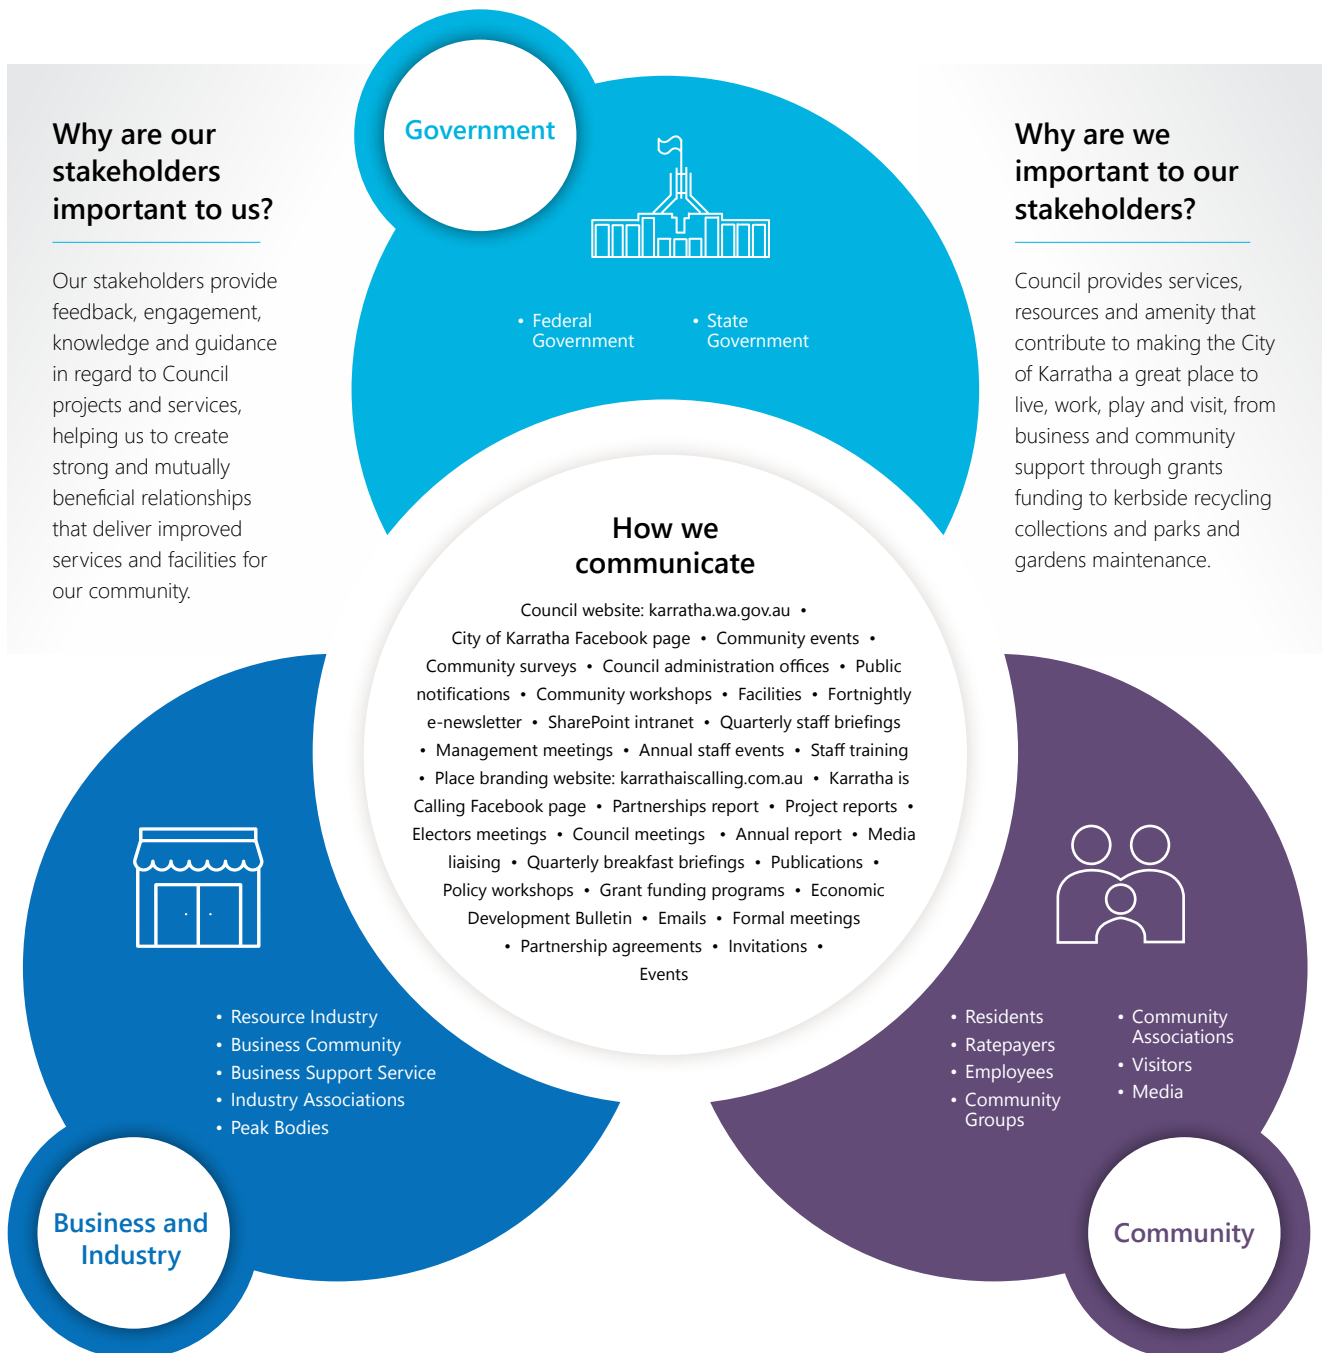 Government
Why are our
stakeholders
important to us?
Our stakeholders provide
feedback, engagement,
knowledge and guidance
in regard to Council
projects and services,
helping us to create
strong and mutually
beneficial relationships
that deliver improved
services and facilities for
our community.
• Federal
Government
• State
Government
Why are we
important to our
stakeholders?
Council provides services,
resources and amenity that
contribute to making the City
of Karratha a great place to
live, work, play and visit, from
business and community
support through grants
funding to kerbside recycling
collections and parks and
gardens maintenance.
How we
communicate
Council website: karratha.wa.gov.au •
City of Karratha Facebook page • Community events •
Community surveys • Council administration offices • Public
notifications • Community workshops • Facilities • Fortnightly
e-newsletter • SharePoint intranet • Quarterly staff briefings
• Management meetings • Annual staff events • Staff training
• Place branding website: karrathaiscalling.com.au • Karratha is
Calling Facebook page • Partnerships report • Project reports •
Electors meetings • Council meetings • Annual report • Media
liaising • Quarterly breakfast briefings • Publications •
Policy workshops • Grant funding programs • Economic
Development Bulletin • Emails • Formal meetings
• Partnership agreements • Invitations •
Events
• Resource Industry
• Business Community
• Business Support Service
• Industry Associations
• Peak Bodies
Business and
Industry
• Residents
• Ratepayers
• Employees
• Community
Groups
• Community
Associations
• Visitors
• Media
Community